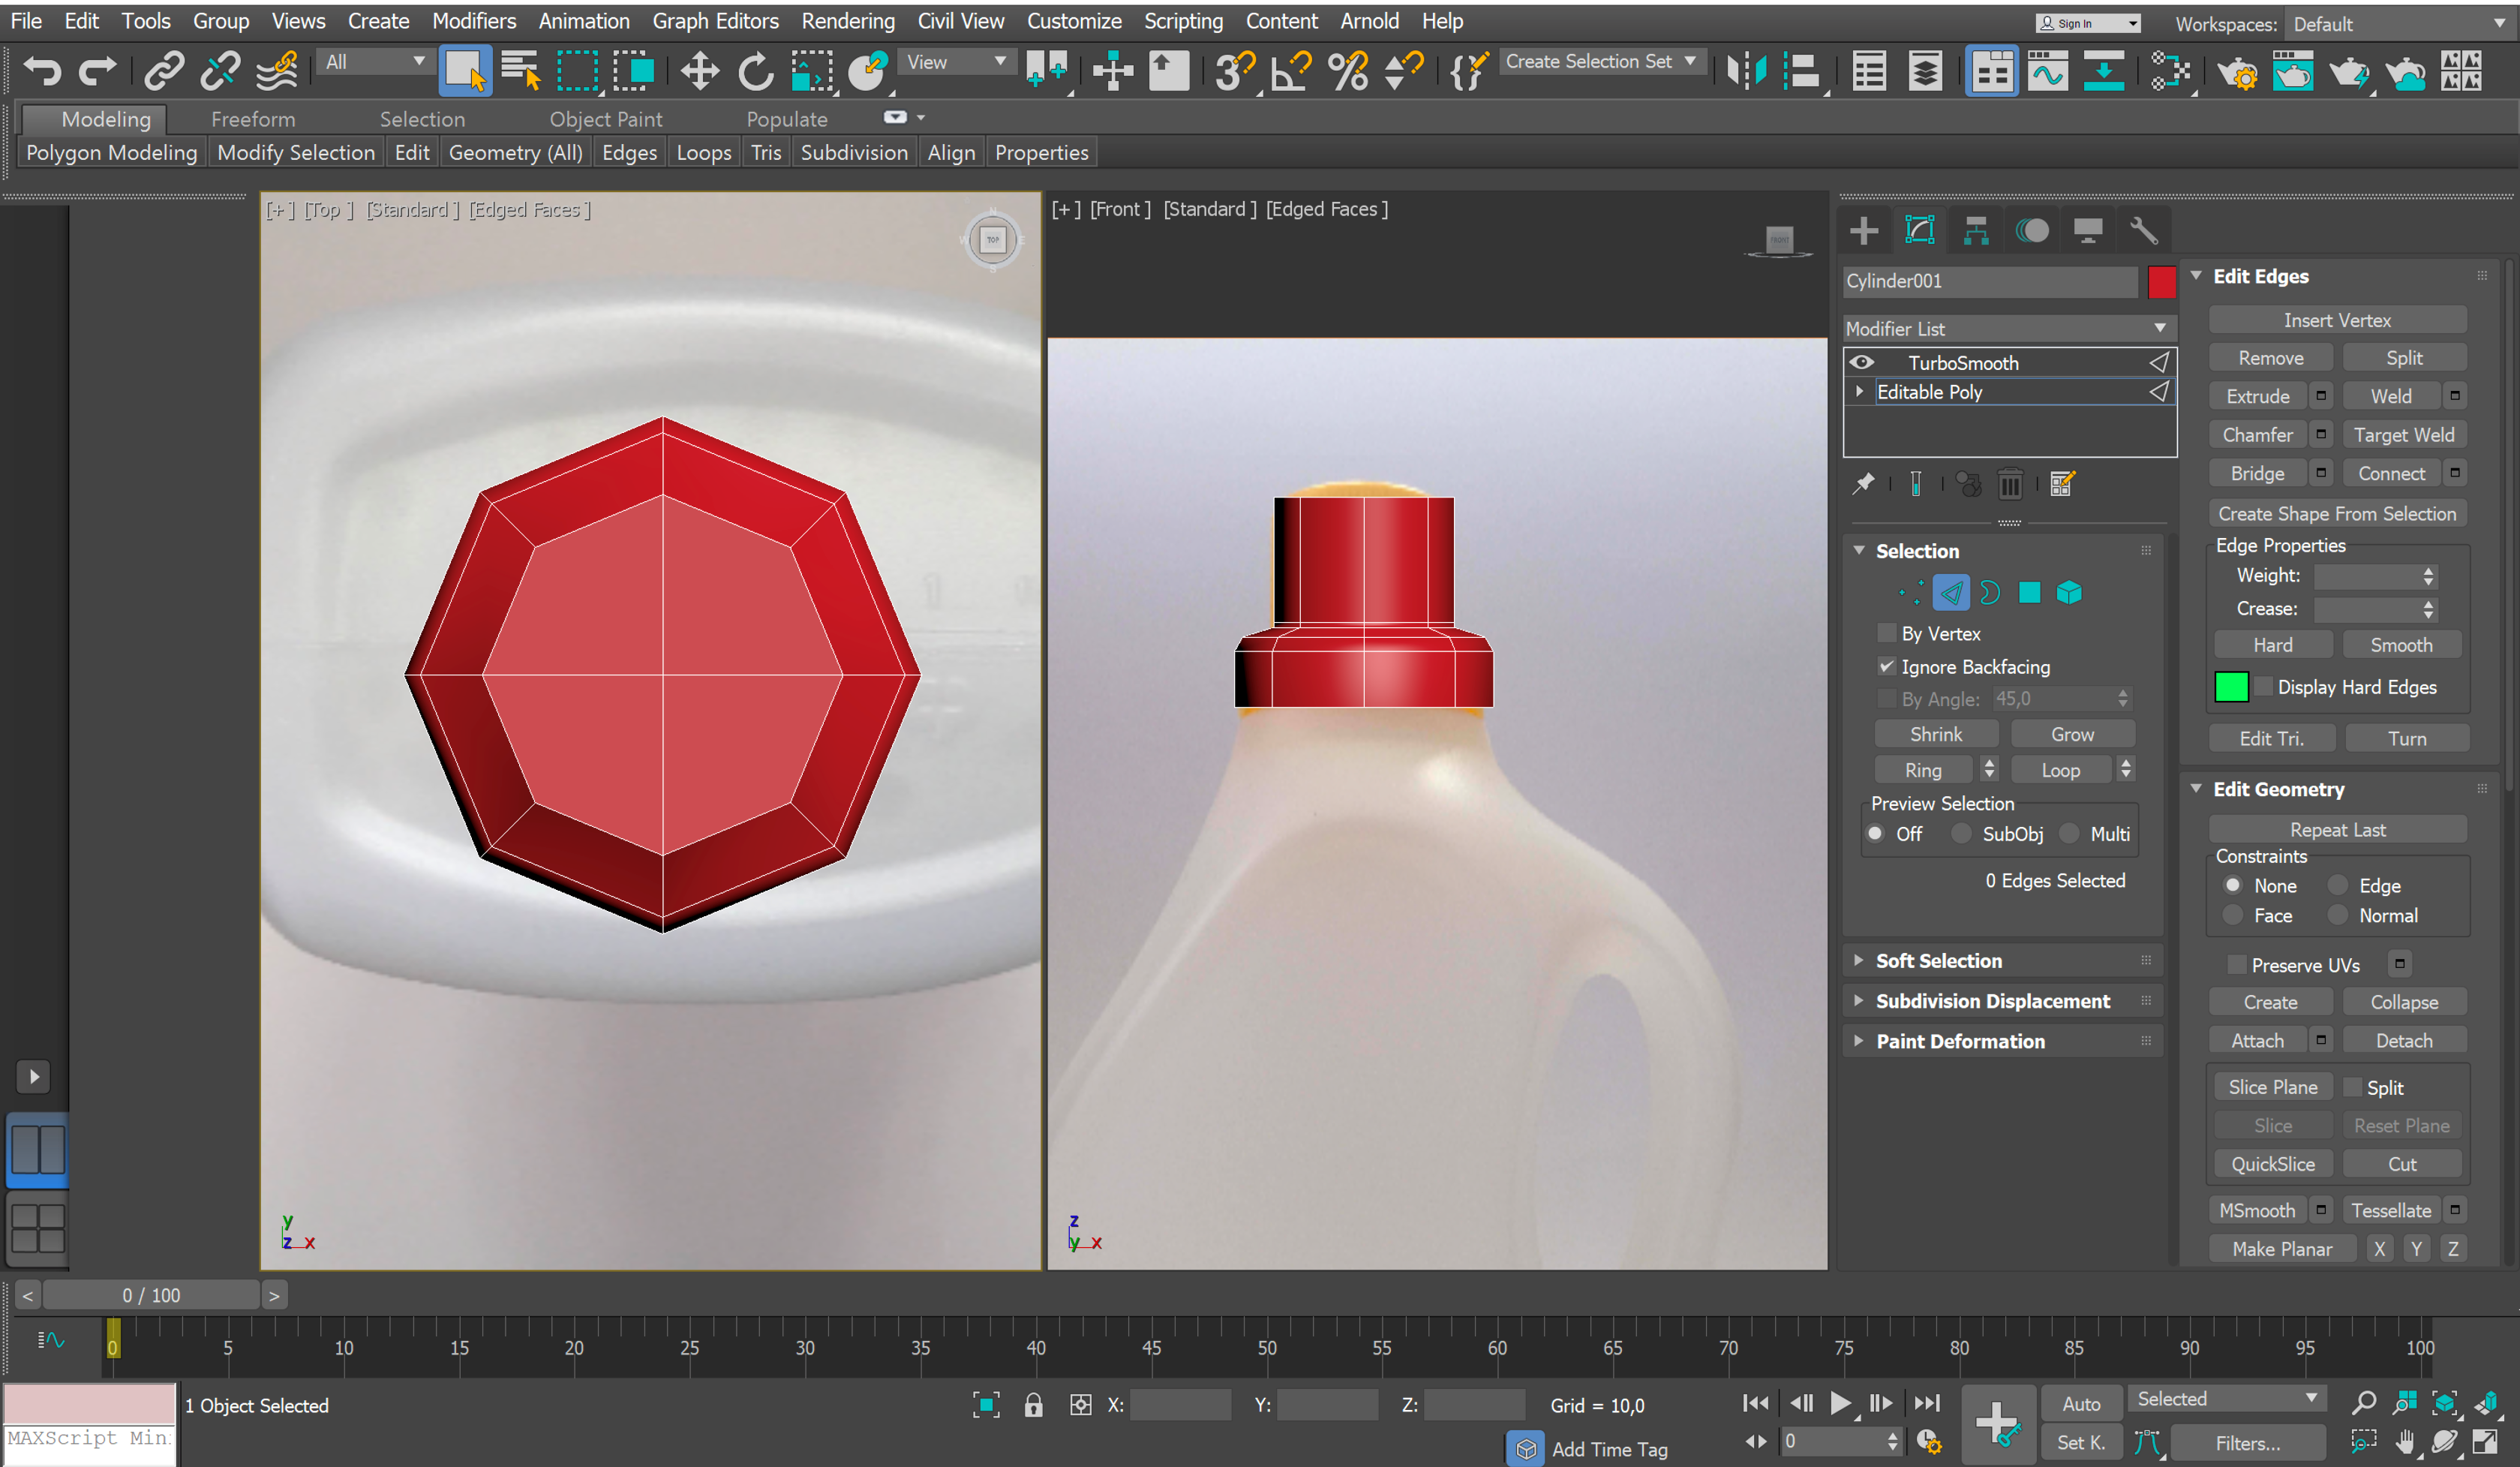 File Edit Tools Group Views Create Modifiers Animation Graph Editors Rendering Civil View Customize Scripting Content Arnold Help
Sign In
Workspaces: Default
All
View
Create Selection Set
Modeling Freeform Selection Object Paint Populate
Polygon Modeling Modify Selection Edit Geometry (All) Edges Loops Tris Subdivision Align Properties
[+] [Top] [Standard] [Edged Faces]
N
W
TOP
E
S
[+] [Front] [Standard] [Edged Faces]
FRONT
y
z x
z
y x
Cylinder001
Modifier List
TurboSmooth
Editable Poly
Selection
By Vertex
Ignore Backfacing
By Angle: 45,0
Shrink Grow
Ring Loop
Preview Selection
Off SubObj Multi
0 Edges Selected
Soft Selection
Subdivision Displacement
Paint Deformation
Edit Edges
Insert Vertex
Remove Split
Extrude Weld
Chamfer Target Weld
Bridge Connect
Create Shape From Selection
Edge Properties
Weight:
Crease:
Hard Smooth
Display Hard Edges
Edit Tri. Turn
Edit Geometry
Repeat Last
Constraints
None Edge
Face Normal
Preserve UVs
Create Collapse
Attach Detach
Slice Plane Split
Slice Reset Plane
QuickSlice Cut
MSmooth Tessellate
Make Planar X Y Z
< 0 / 100 >
0 5 10 15 20 25 30 35 40 45 50 55 60 65 70 75 80 85 90 95 100
1 Object Selected
MAXScript Min
X: Y: Z: Grid = 10,0
Add Time Tag
0
Auto Selected
Set K. Filters...